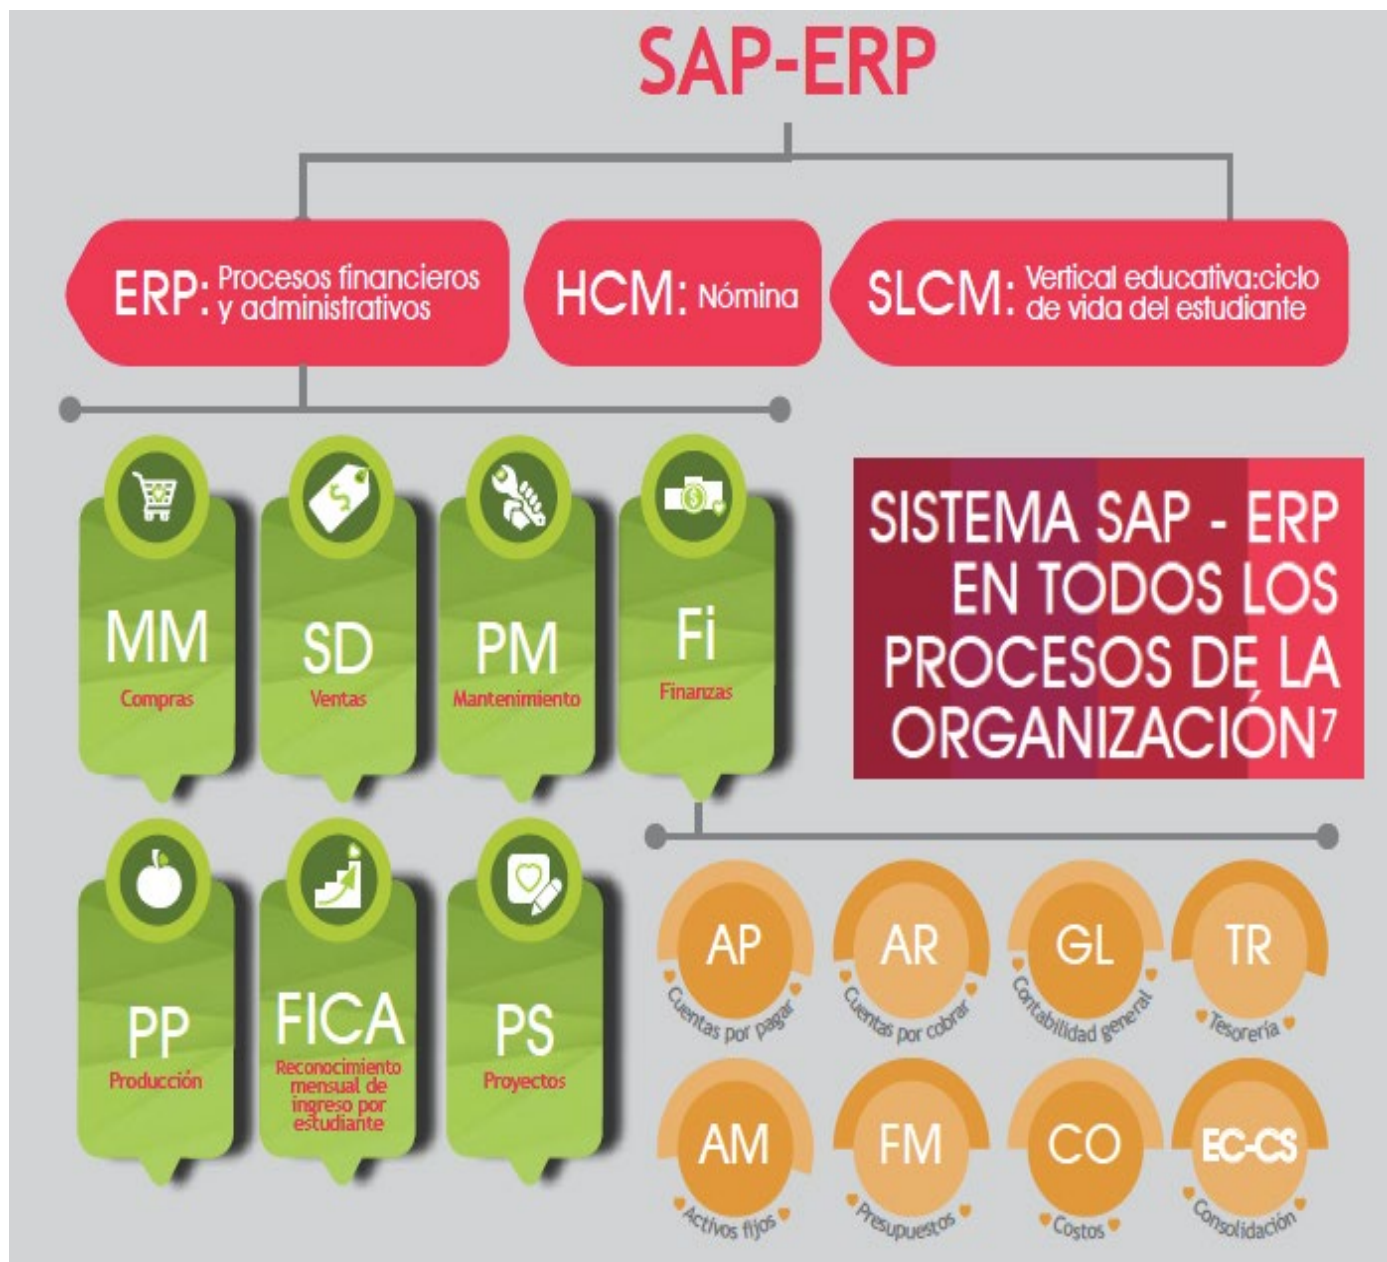 SAP-ERP
ERP: Procesos financieros
y administrativos
HCM: Nómina
SLCM: Vertical educativa:ciclo
de vida del estudiante
MM
Compras
SD
Ventas
PM
Mantenimiento
Fi
Finanzas
SISTEMA SAP - ERP
EN TODOS LOS
PROCESOS DE LA
ORGANIZACIÓN⁷
PP
Producción
FICA
Reconocimiento
mensual de
ingreso por
estudiante
PS
Proyectos
AP
Cuentas por pagar
AR
Cuentas por cobrar
GL
Contabilidad general
TR
Tesorería
AM
Activos fijos
FM
Presupuestos
CO
Costos
EC-CS
Consolidación